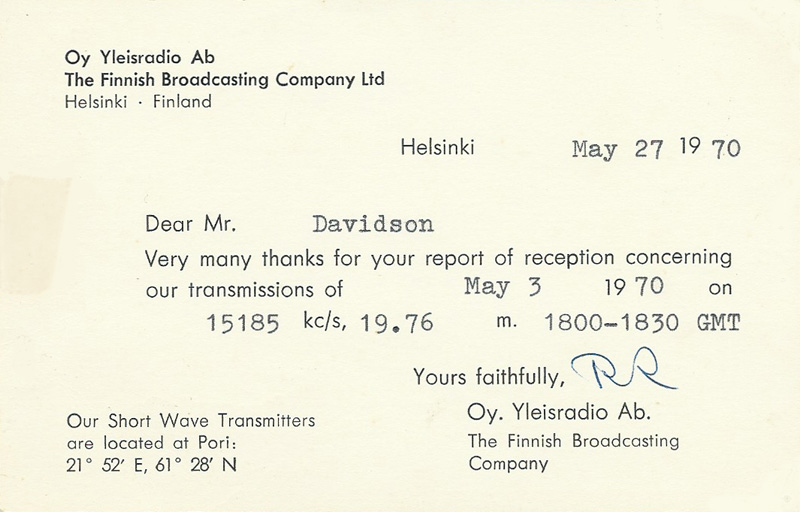 Oy Yleisradio Ab
The Finnish Broadcasting Company Ltd
Helsinki · Finland
Helsinki May 27 19 70
Dear Mr. Davidson
Very many thanks for your report of reception concerning
our transmissions of May 3 19 70 on
15185 kc/s, 19.76 m. 1800-1830 GMT
Yours faithfully, RR
Oy. Yleisradio Ab.
The Finnish Broadcasting
Company
Our Short Wave Transmitters
are located at Pori:
21° 52' E, 61° 28' N